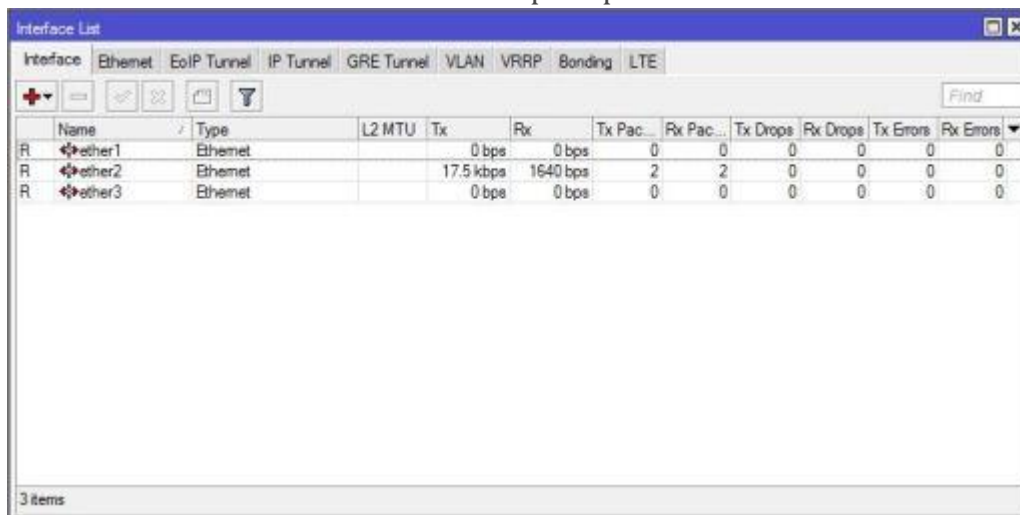 Interface List
Interface Ethernet EoIP Tunnel IP Tunnel GRE Tunnel VLAN VRRP Bonding LTE
Find
Name / Type L2 MTU Tx Rx Tx Pac... Rx Pac... Tx Drops Rx Drops Tx Errors Rx Errors
R ether1 Ethernet 0 bps 0 bps 0 0 0 0 0 0
R ether2 Ethernet 17.5 kbps 1640 bps 2 2 0 0 0 0
R ether3 Ethernet 0 bps 0 bps 0 0 0 0 0 0
3 items